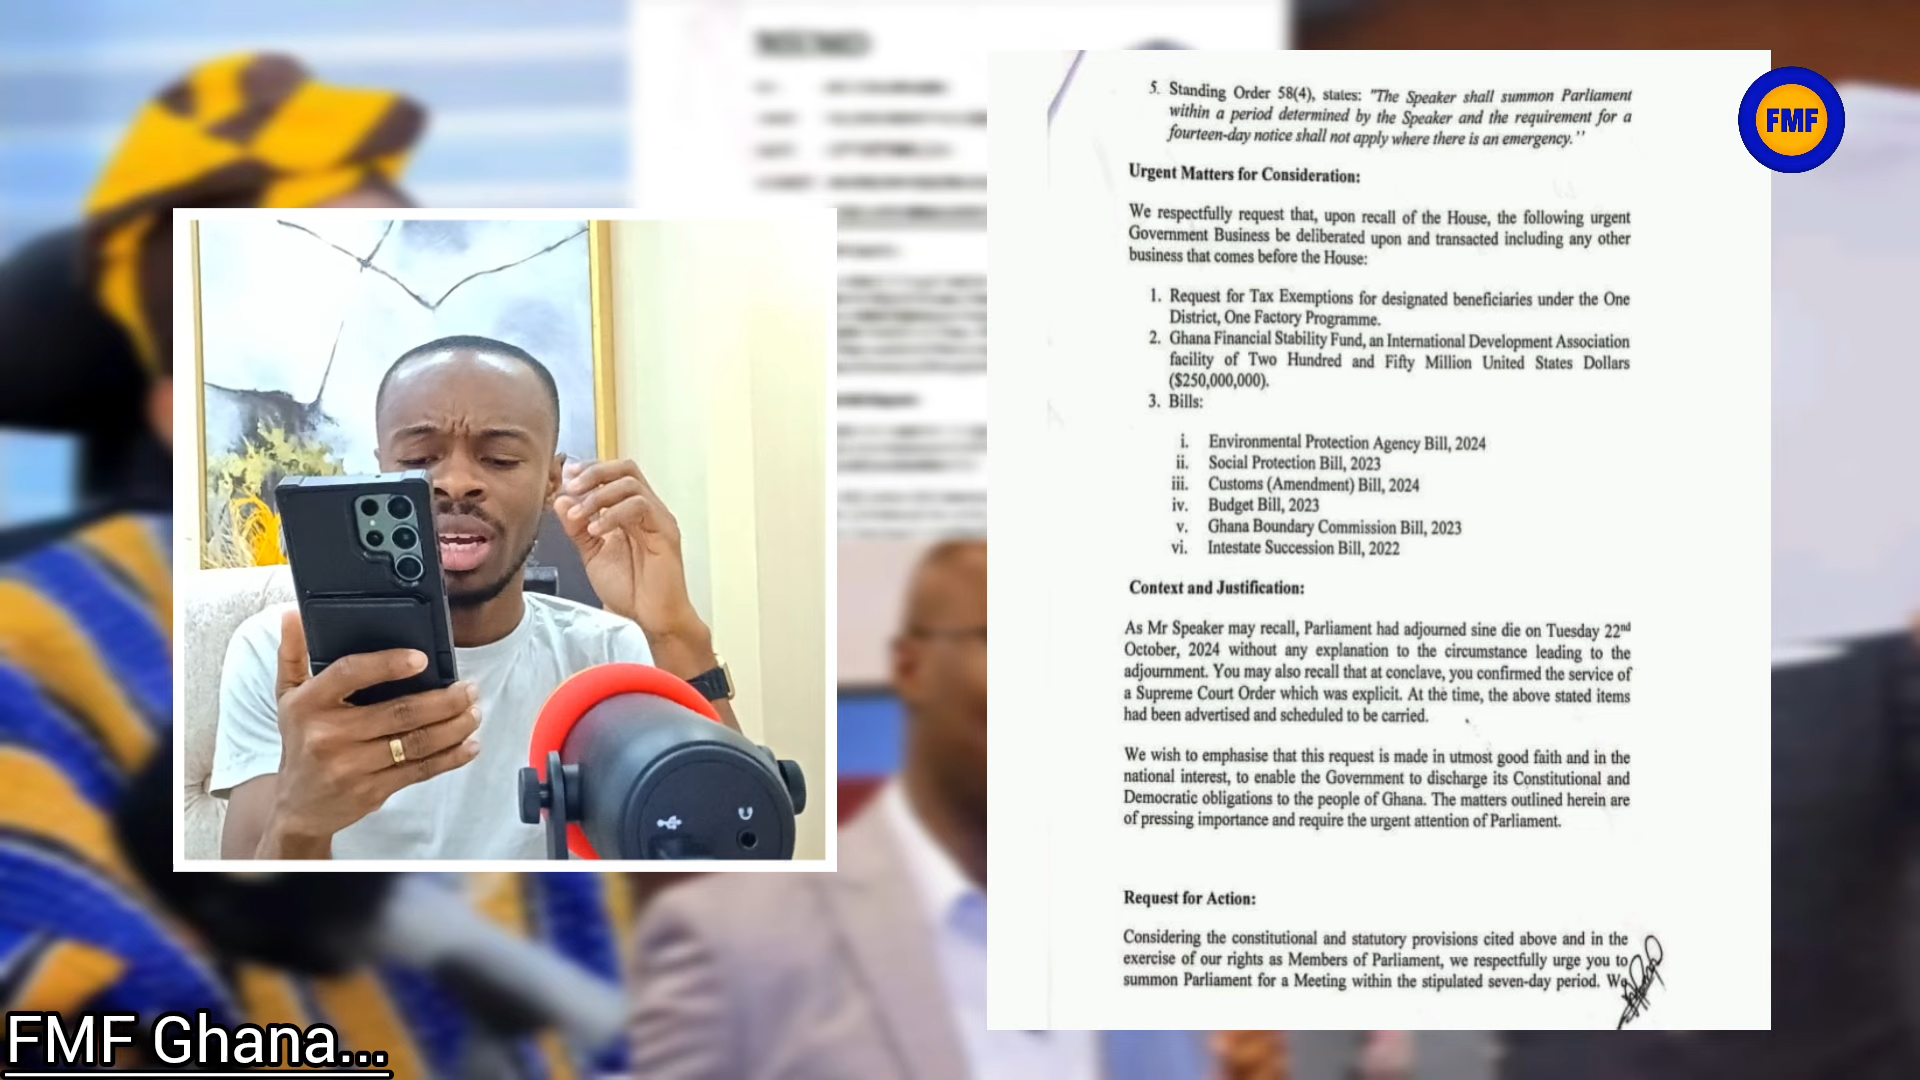 5. Standing Order 58(4), states: "The Speaker shall summon Parliament
within a period determined by the Speaker and the requirement for a
fourteen-day notice shall not apply where there is an emergency.''
Urgent Matters for Consideration:
We respectfully request that, upon recall of the House, the following urgent
Government Business be deliberated upon and transacted including any other
business that comes before the House:
1. Request for Tax Exemptions for designated beneficiaries under the One
District, One Factory Programme.
2. Ghana Financial Stability Fund, an International Development Association
facility of Two Hundred and Fifty Million United States Dollars
($250,000,000).
3. Bills:
i. Environmental Protection Agency Bill, 2024
ii. Social Protection Bill, 2023
iii. Customs (Amendment) Bill, 2024
iv. Budget Bill, 2023
v. Ghana Boundary Commission Bill, 2023
vi. Intestate Succession Bill, 2022
Context and Justification:
As Mr Speaker may recall, Parliament had adjourned sine die on Tuesday 22nd
October, 2024 without any explanation to the circumstance leading to the
adjournment. You may also recall that at conclave, you confirmed the service of
a Supreme Court Order which was explicit. At the time, the above stated items
had been advertised and scheduled to be carried.
We wish to emphasise that this request is made in utmost good faith and in the
national interest, to enable the Government to discharge its Constitutional and
Democratic obligations to the people of Ghana. The matters outlined herein are
of pressing importance and require the urgent attention of Parliament.
Request for Action:
Considering the constitutional and statutory provisions cited above and in the
exercise of our rights as Members of Parliament, we respectfully urge you to
summon Parliament for a Meeting within the stipulated seven-day period. We
FMF
FMF Ghana...